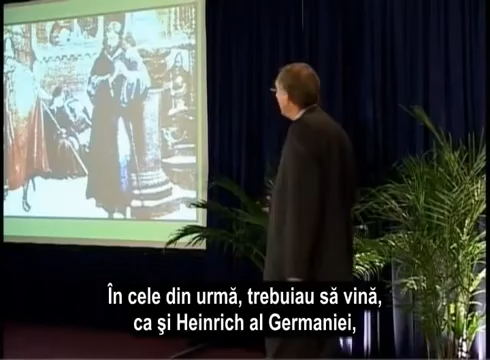 În cele din urmă, trebuiau să vină,
ca şi Heinrich al Germaniei,